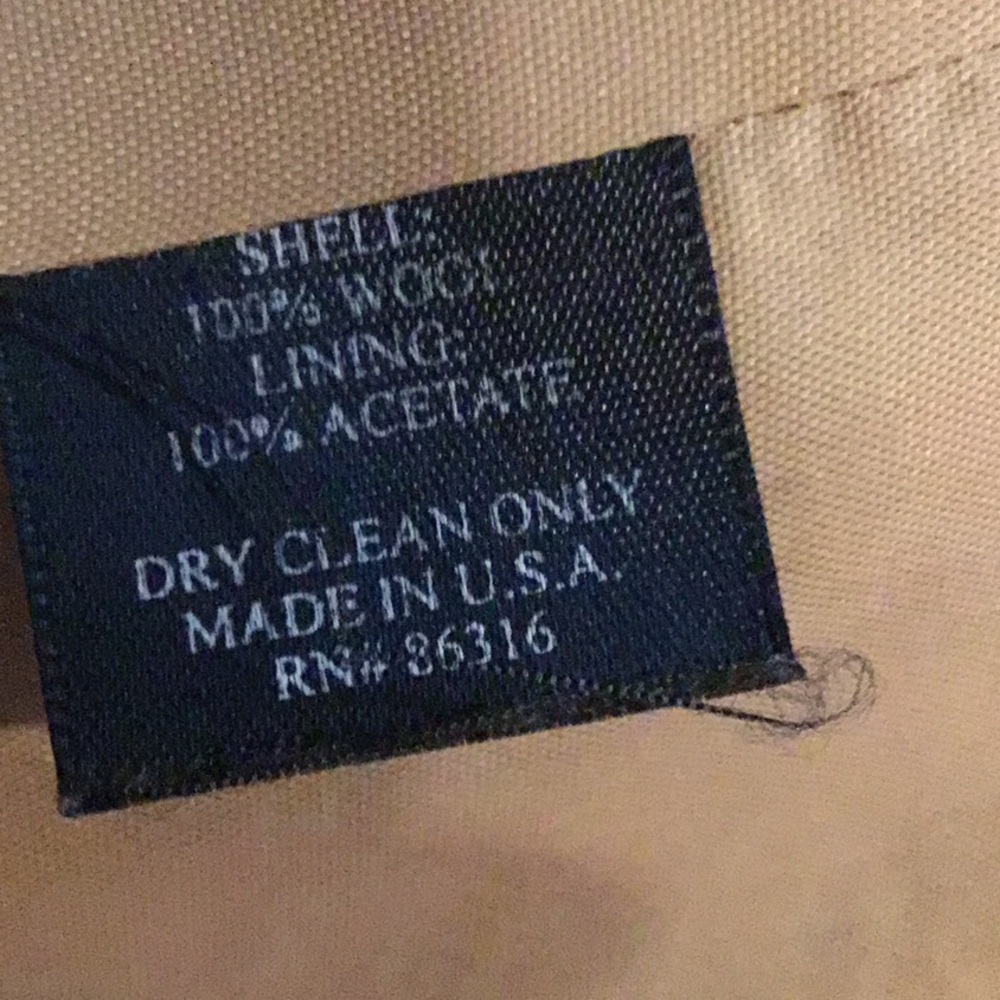 SHELL:
100% WOOL
LINING:
100% ACETATE
DRY CLEAN ONLY
MADE IN U.S.A.
RN# 86316